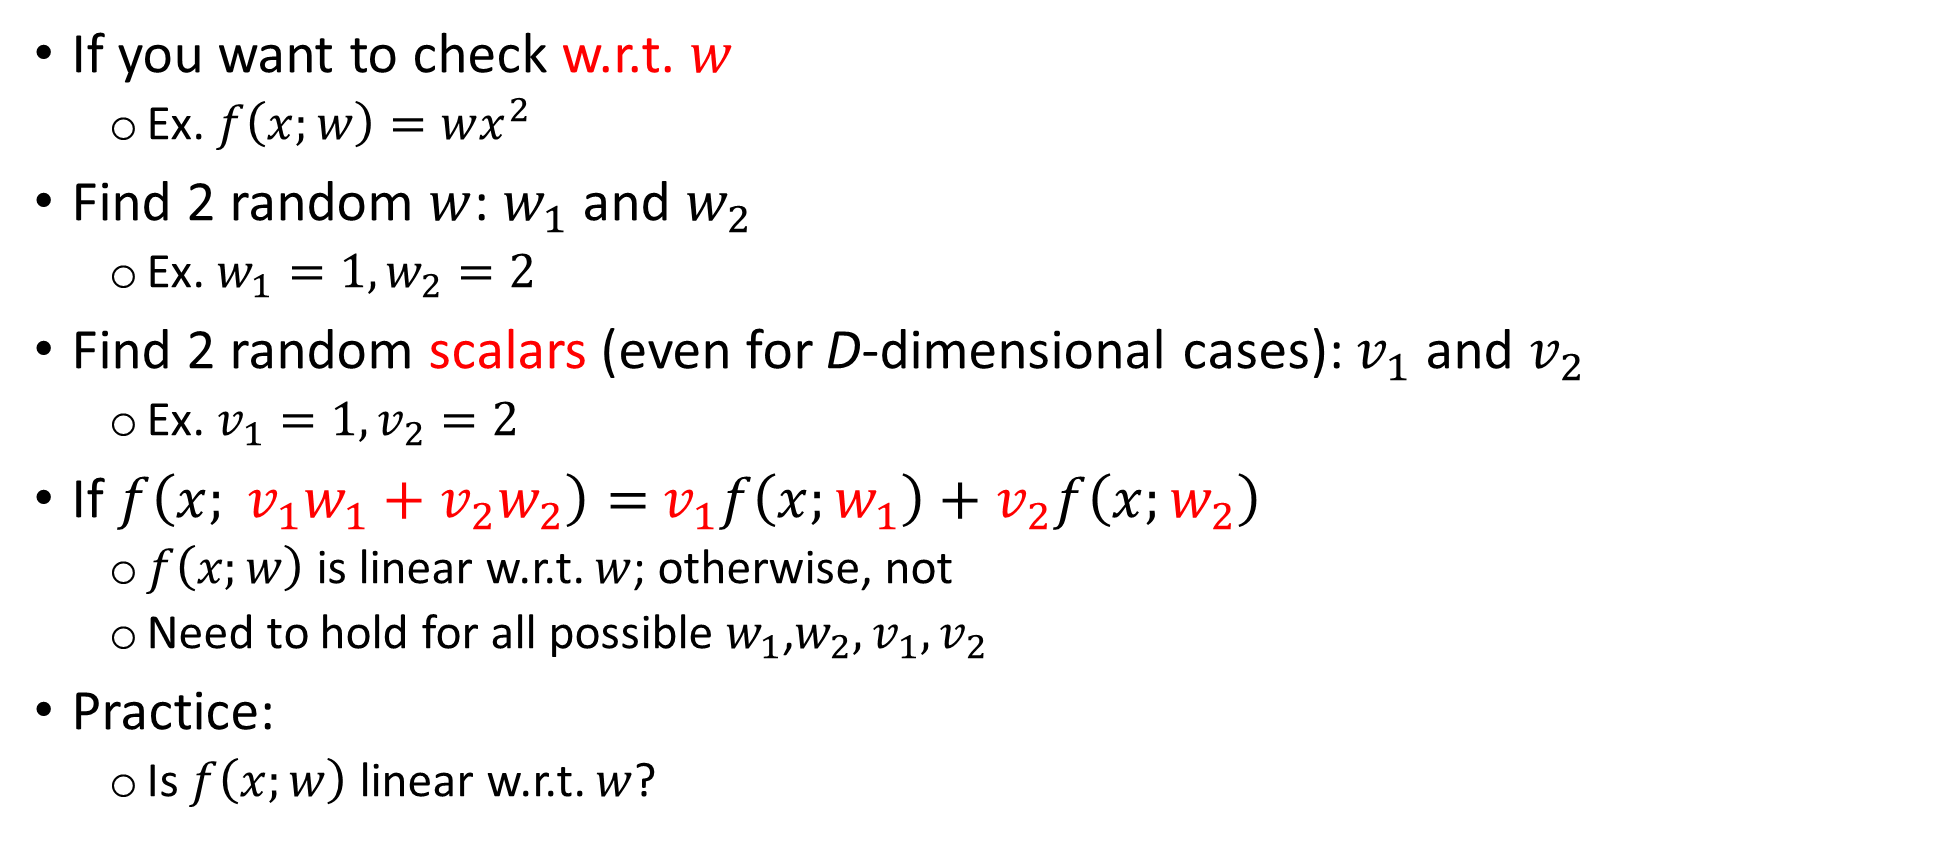 • If you want to check w.r.t. w
○ Ex. f(x; w) = wx²
• Find 2 random w: w₁ and w₂
○ Ex. w₁ = 1, w₂ = 2
• Find 2 random scalars (even for D-dimensional cases): v₁ and v₂
○ Ex. v₁ = 1, v₂ = 2
• If f(x; v₁w₁ + v₂w₂) = v₁f(x; w₁) + v₂f(x; w₂)
○ f(x; w) is linear w.r.t. w; otherwise, not
○ Need to hold for all possible w₁,w₂, v₁, v₂
• Practice:
○ Is f(x; w) linear w.r.t. w?